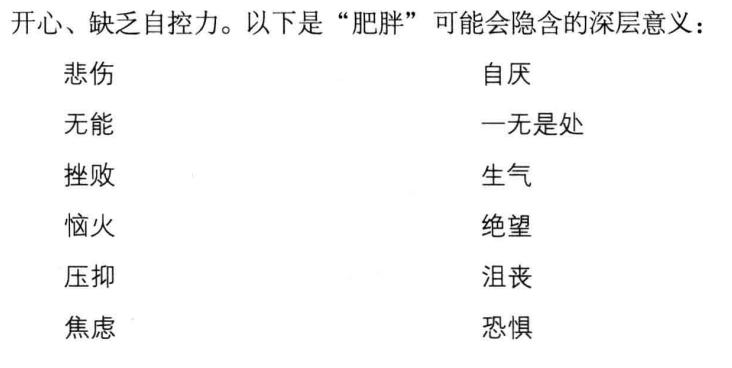 开心、缺乏自控力。以下是“肥胖”可能会隐含的深层意义：
悲伤 自厌
无能 一无是处
挫败 生气
恼火 绝望
压抑 沮丧
焦虑 恐惧